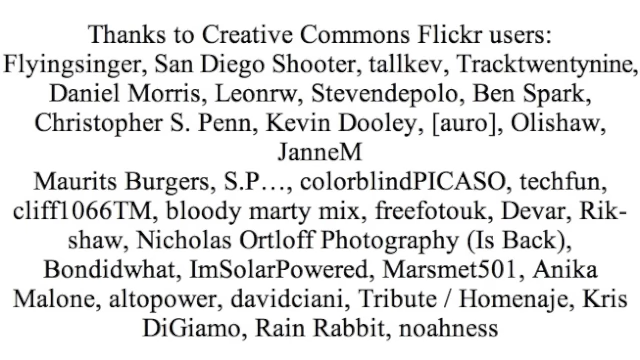 Thanks to Creative Commons Flickr users:
Flyingsinger, San Diego Shooter, tallkev, Tracktwentynine,
Daniel Morris, Leonrw, Stevendepolo, Ben Spark,
Christopher S. Penn, Kevin Dooley, [auro], Olishaw,
JanneM
Maurits Burgers, S.P…, colorblindPICASO, techfun,
cliff1066TM, bloody marty mix, freefotouk, Devar, Rik-
shaw, Nicholas Ortloff Photography (Is Back),
Bondidwhat, ImSolarPowered, Marsmet501, Anika
Malone, altopower, davidciani, Tribute / Homenaje, Kris
DiGiamo, Rain Rabbit, noahness